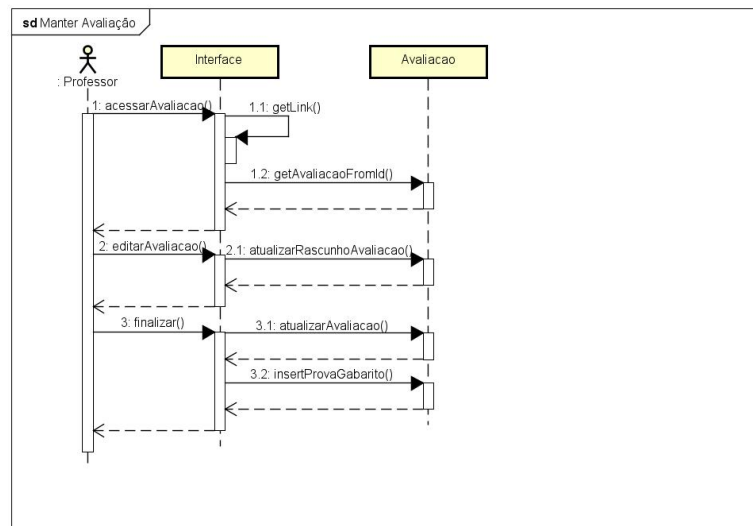 sd Manter Avaliação
Interface
Avaliacao
: Professor
1: acessarAvaliacao()
1.1: getLink()
1.2: getAvaliacaoFromId()
2: editarAvaliacao()
2.1: atualizarRascunhoAvaliacao()
3: finalizar()
3.1: atualizarAvaliacao()
3.2: insertProvaGabarito()